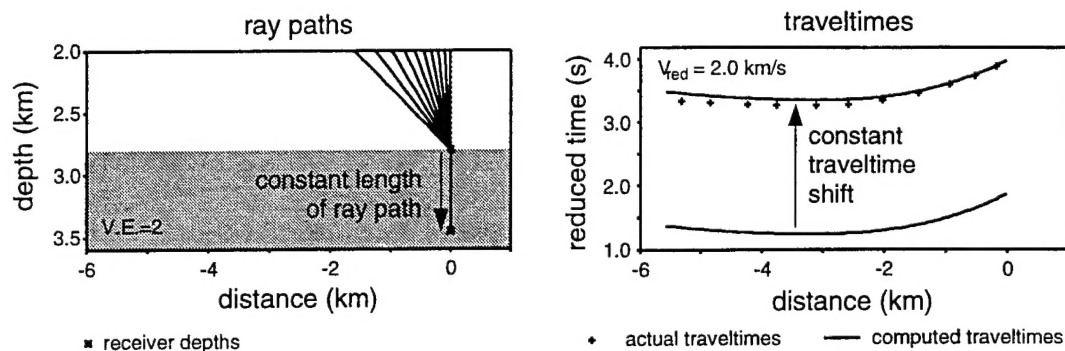 ray paths
depth (km)
2.0
2.5
3.0
3.5
constant length
of ray path
V.E.=2
-6
-4
-2
0
distance (km)
receiver depths
traveltimes
reduced time (s)
4.0
3.0
2.0
1.0
Vred = 2.0 km/s
constant
traveltime
shift
-6
-4
-2
0
distance (km)
actual traveltimes
computed traveltimes